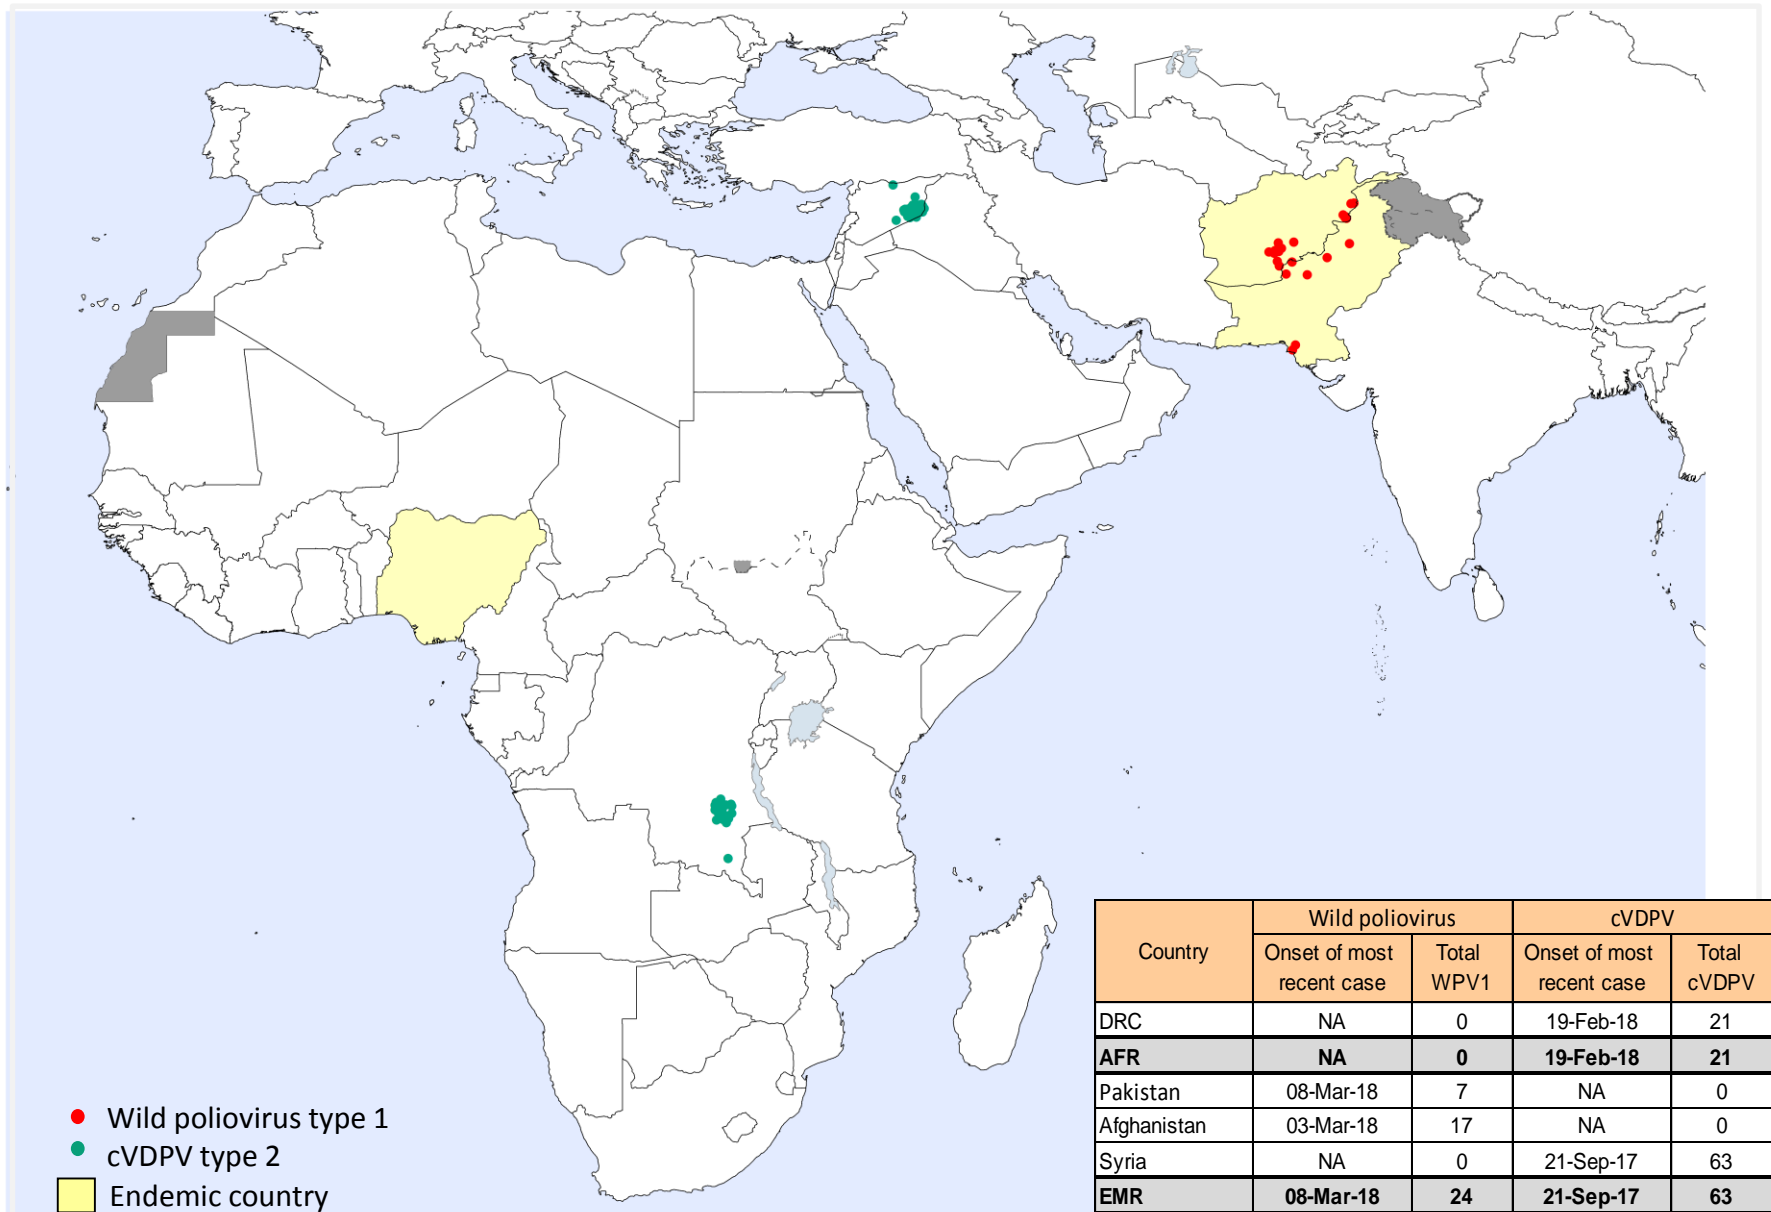 Wild poliovirus cVDPV
Country Onset of most recent case Total WPV1 Onset of most recent case Total cVDPV
DRC NA 0 19-Feb-18 21
AFR NA 0 19-Feb-18 21
Pakistan 08-Mar-18 7 NA 0
Afghanistan 03-Mar-18 17 NA 0
Syria NA 0 21-Sep-17 63
EMR 08-Mar-18 24 21-Sep-17 63
Wild poliovirus type 1
cVDPV type 2
Endemic country